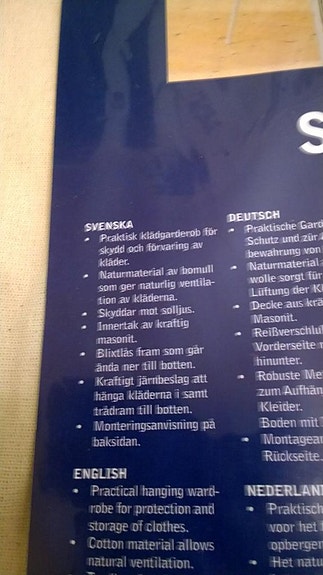 S
SVENSKA
• Praktisk klädgarderob för
skydd och förvaring av
kläder.
• Naturmaterial av bomull
som ger naturlig ventila-
tion av kläderna.
• Skyddar mot solljus.
• Innertak av kraftig
masonit.
• Blixtlås fram som går
ända ner till botten.
• Kraftigt järnbeslag att
hänga kläderna i samt
trådram till botten.
• Monteringsanvisning på
baksidan.
ENGLISH
• Practical hanging ward-
robe for protection and
storage of clothes.
• Cotton material allows
natural ventilation.
DEUTSCH
• Praktische Gard
Schutz und zur
bewahrung von
• Naturmaterial
wolle sorgt für
Lüftung der Kl
• Decke aus krä
Masonit.
• Reißverschlu
Vorderseite
hinunter.
• Robuste Me
zum Aufhän
Kleider.
Boden mit
• Montagean
Rückseite.
NEDERLAN
• Praktisch
voor het
opberger
• Het natu